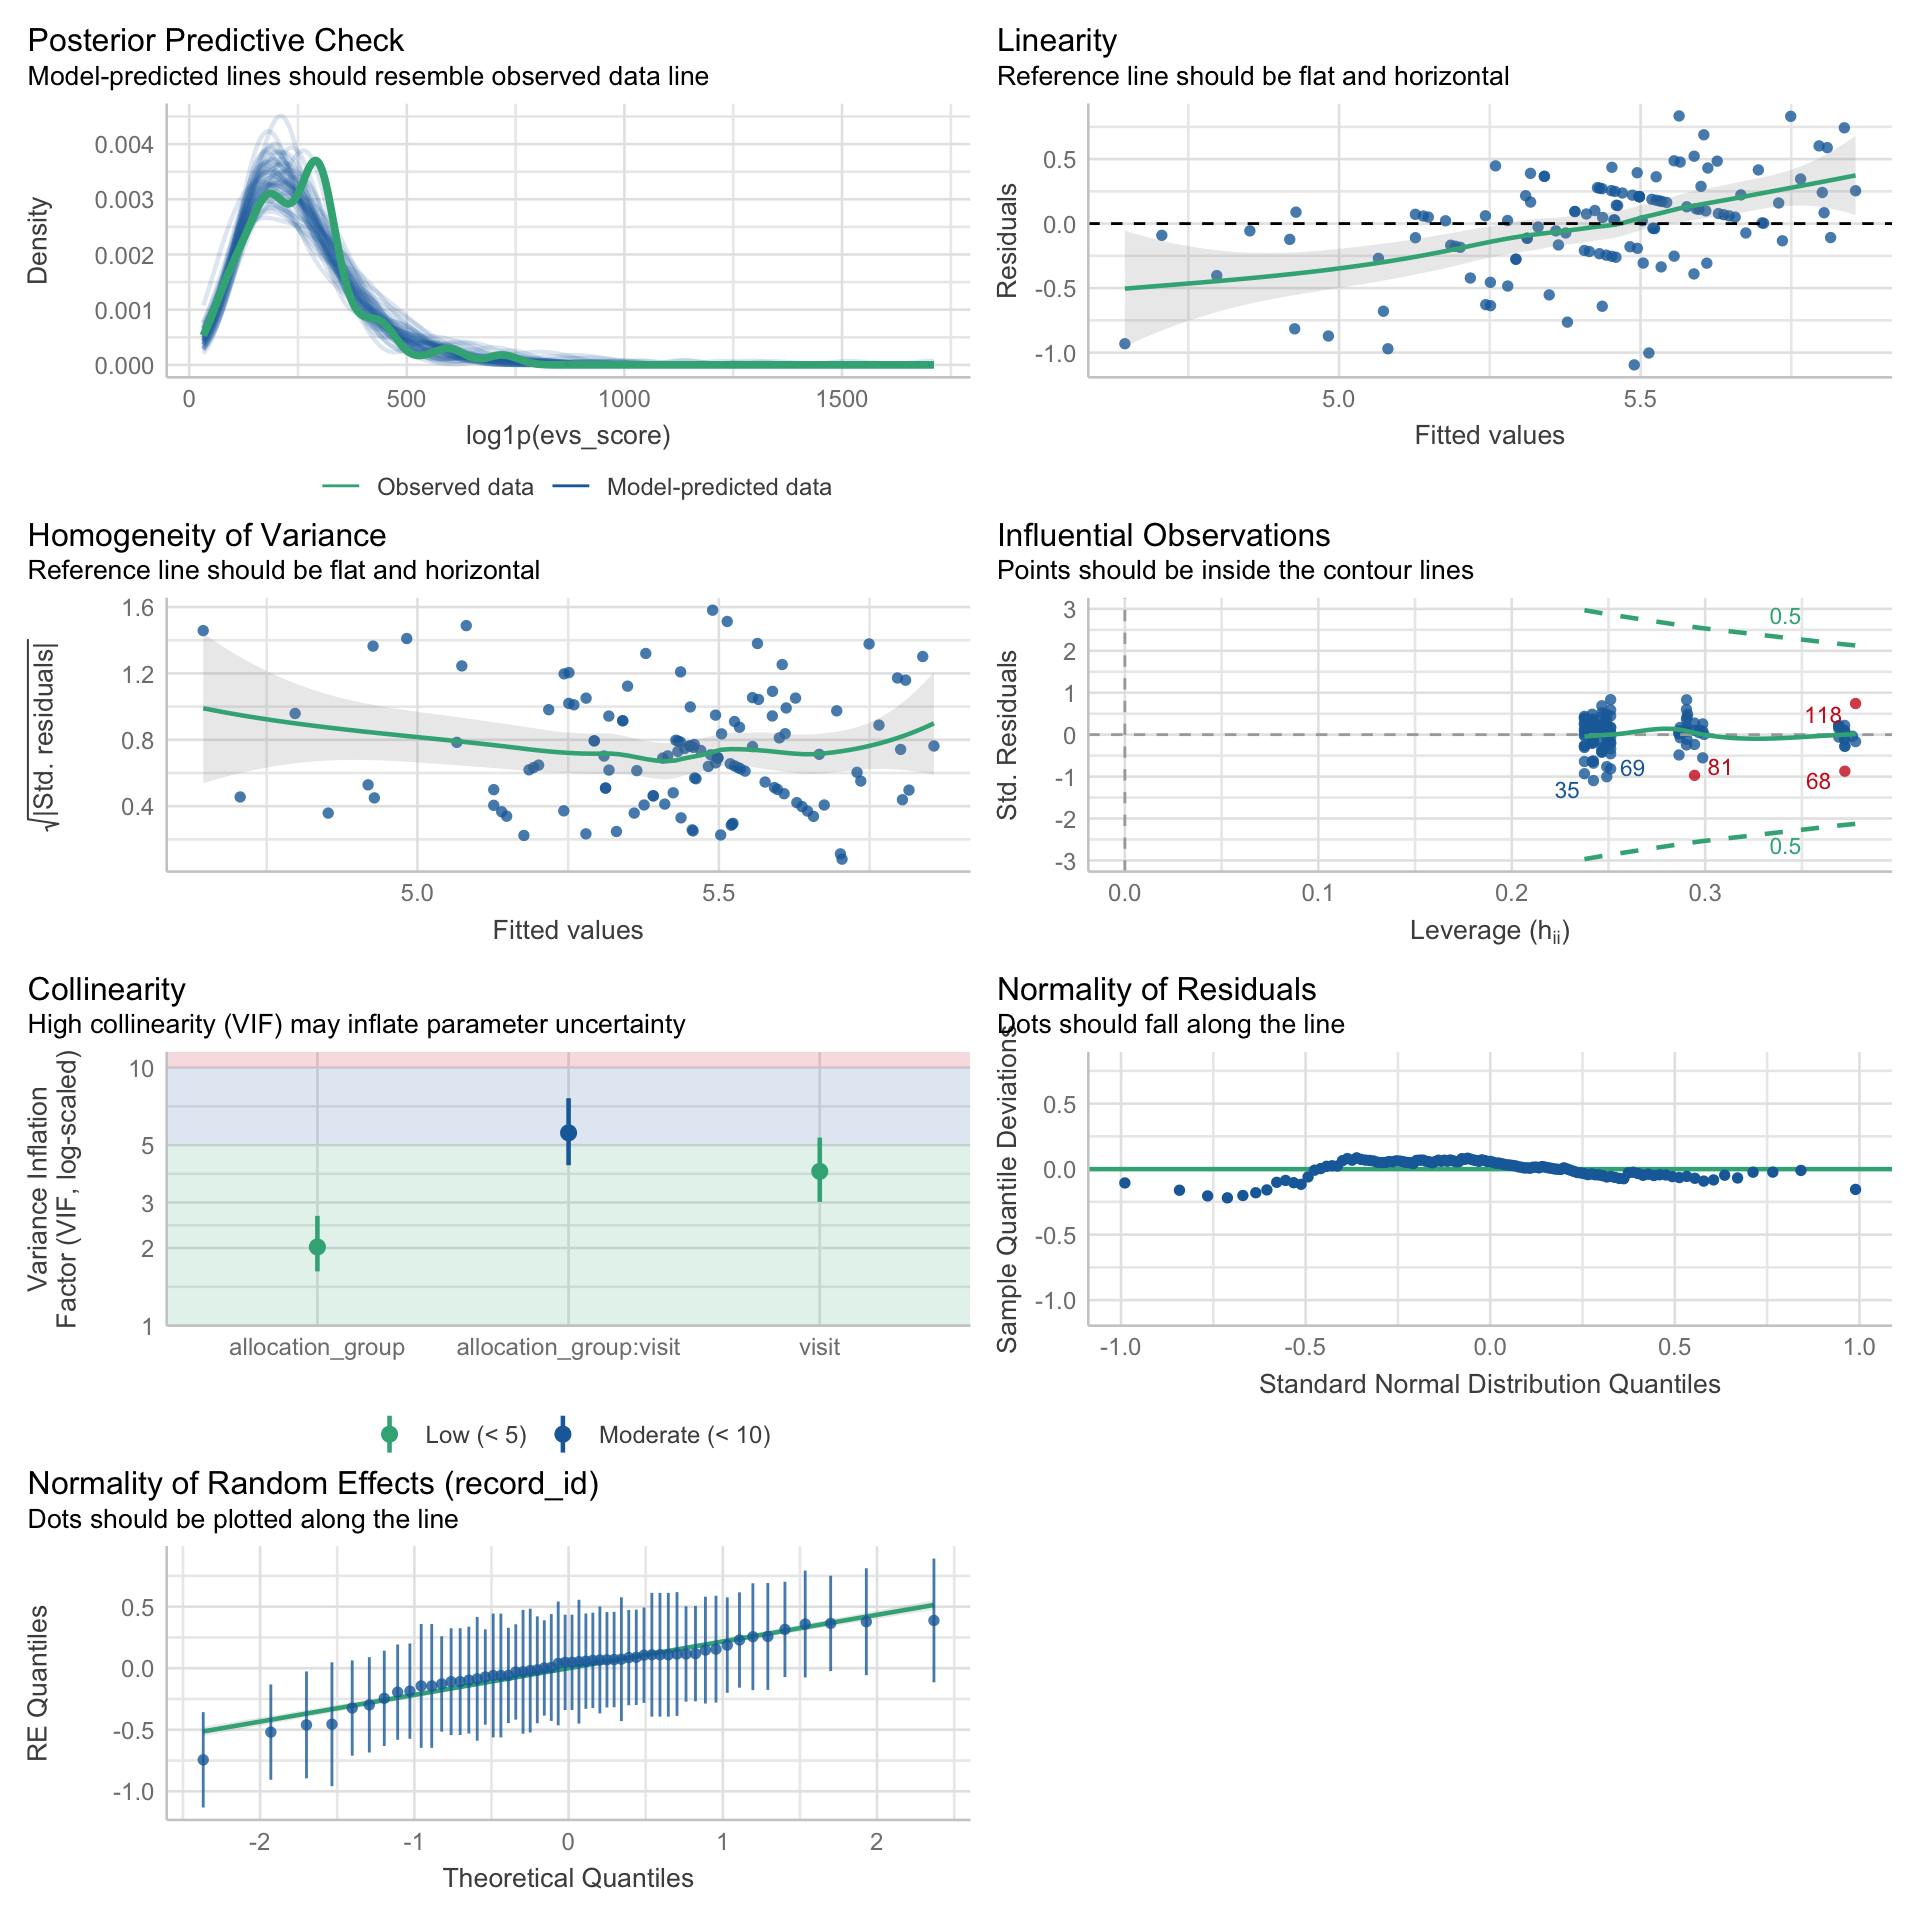 Posterior Predictive Check
Model-predicted lines should resemble observed data line
Density
0.004
0.003
0.002
0.001
0.000
0
500
1000
1500
log1p(evs_score)
Observed data
Model-predicted data
Linearity
Reference line should be flat and horizontal
Residuals
0.5
0.0
-0.5
-1.0
5.0
5.5
Fitted values
Homogeneity of Variance
Reference line should be flat and horizontal
√|Std. residuals|
1.6
1.2
0.8
0.4
5.0
5.5
Fitted values
Influential Observations
Points should be inside the contour lines
Std. Residuals
3
2
1
0
-1
-2
-3
0.5
118
69
81
68
35
0.5
0.0
0.1
0.2
0.3
Leverage (hii)
Collinearity
High collinearity (VIF) may inflate parameter uncertainty
Variance Inflation
Factor (VIF, log-scaled)
10
5
3
2
1
allocation_group
allocation_group:visit
visit
Low (< 5)
Moderate (< 10)
Normality of Residuals
Dots should fall along the line
Sample Quantile Deviations
0.5
0.0
-0.5
-1.0
-1.0
-0.5
0.0
0.5
1.0
Standard Normal Distribution Quantiles
Normality of Random Effects (record_id)
Dots should be plotted along the line
RE Quantiles
0.5
0.0
-0.5
-1.0
-2
-1
0
1
2
Theoretical Quantiles